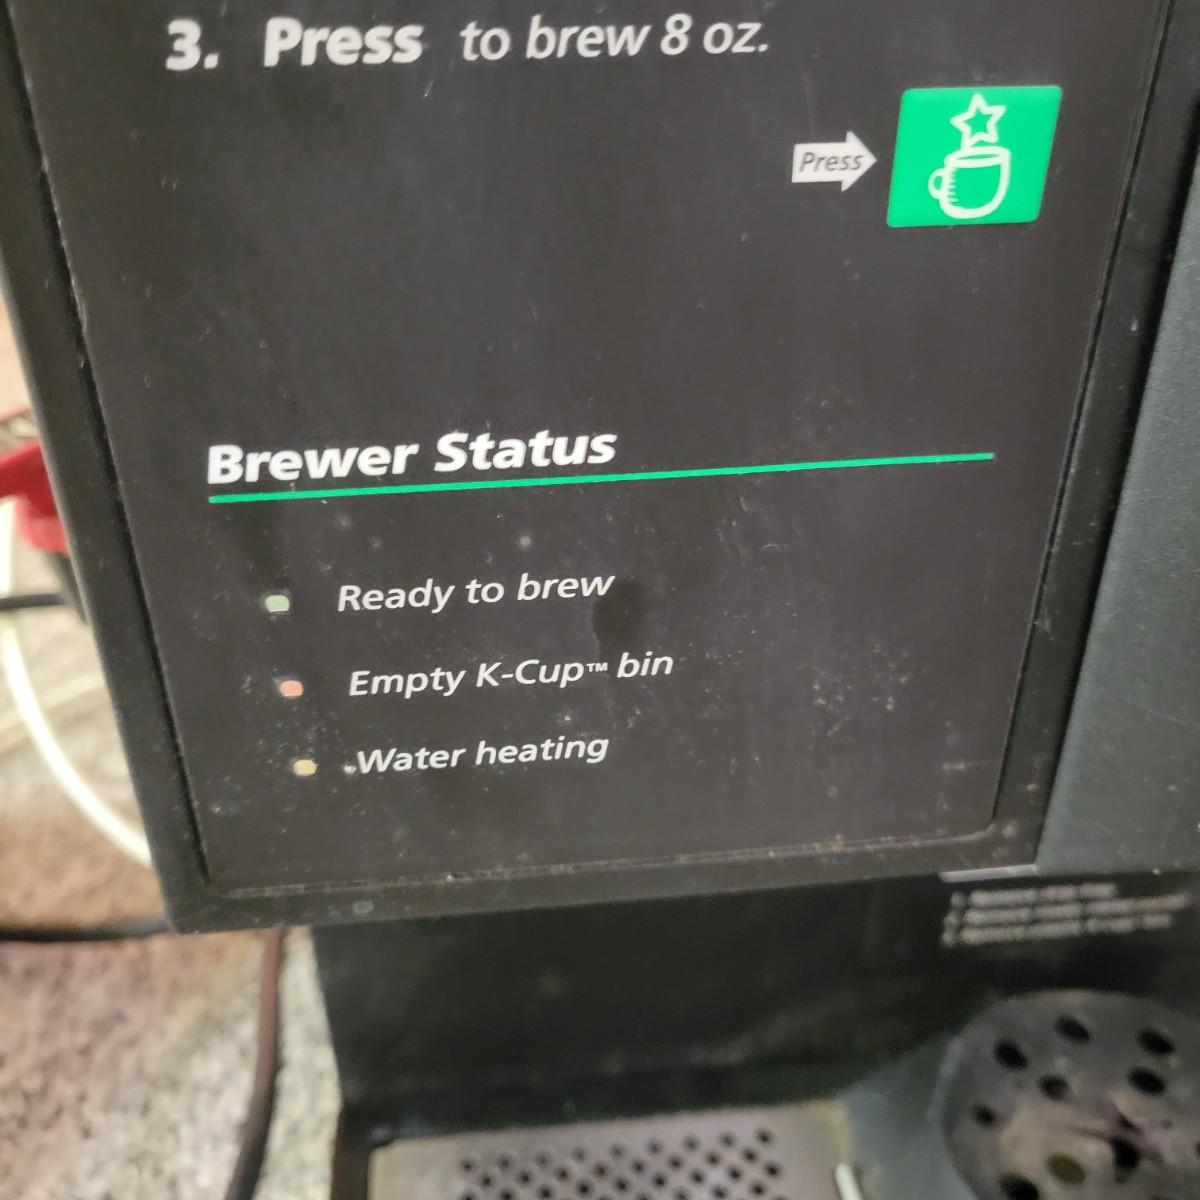 3. Press to brew 8 oz.
Press
Brewer Status
Ready to brew
Empty K-Cup™ bin
Water heating